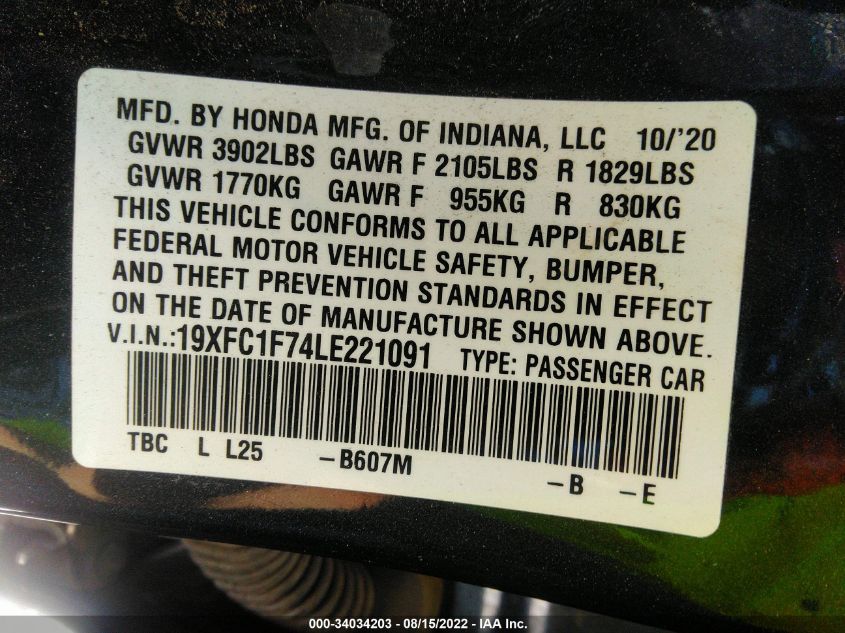 MFD. BY HONDA MFG. OF INDIANA, LLC 10/'20
GVWR 3902LBS GAWR F 2105LBS R 1829LBS
GVWR 1770KG GAWR F 955KG R 830KG
THIS VEHICLE CONFORMS TO ALL APPLICABLE
FEDERAL MOTOR VEHICLE SAFETY, BUMPER,
AND THEFT PREVENTION STANDARDS IN EFFECT
ON THE DATE OF MANUFACTURE SHOWN ABOVE.
V.I.N.:19XFC1F74LE221091 TYPE: PASSENGER CAR
TBC L L25 -B607M -B -E
000-34034203 - 08/15/2022 - IAA Inc.